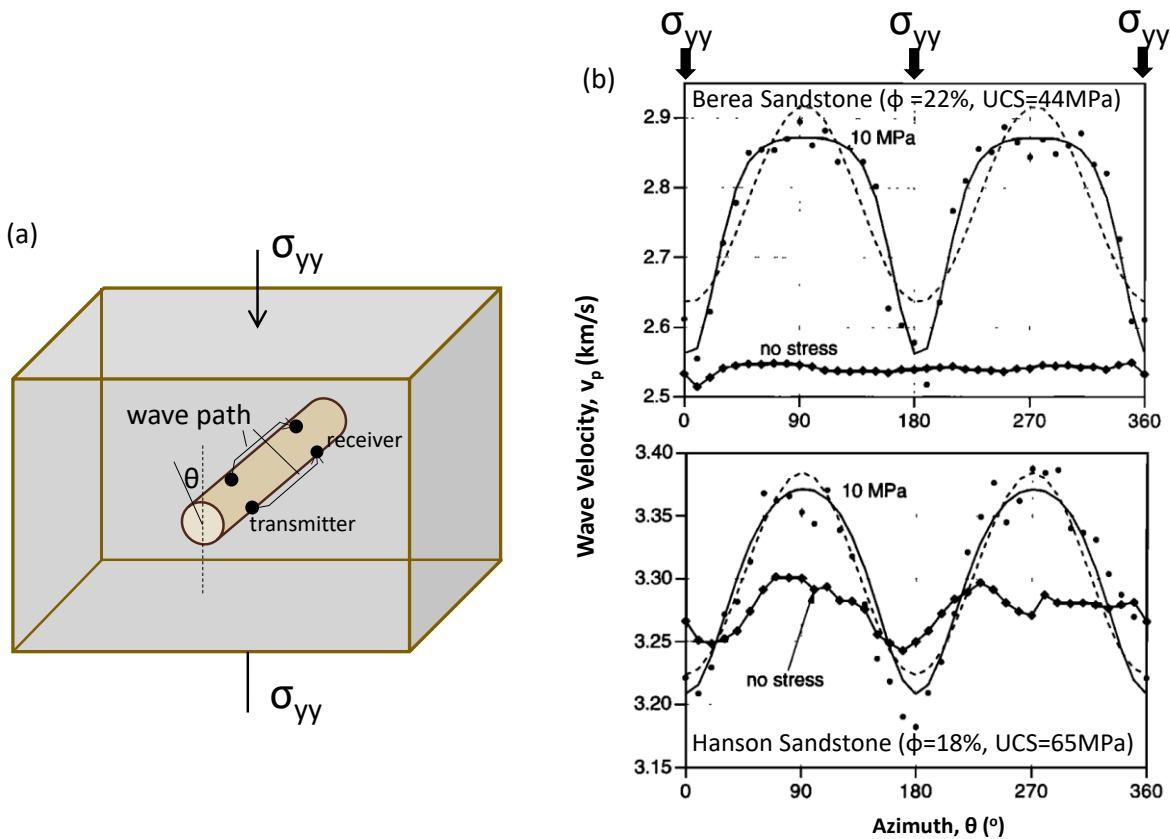 (a)
σyy
wave path
receiver
θ
transmitter
σyy
(b)
σyy
σyy
σyy
Berea Sandstone (ϕ =22%, UCS=44MPa)
10 MPa
no stress
2.9
2.8
2.7
2.6
2.5
0
90
180
270
360
Wave Velocity, vp (km/s)
3.40
3.35
3.30
3.25
3.20
3.15
10 MPa
no stress
Hanson Sandstone (ϕ=18%, UCS=65MPa)
0
90
180
270
360
Azimuth, θ (º)